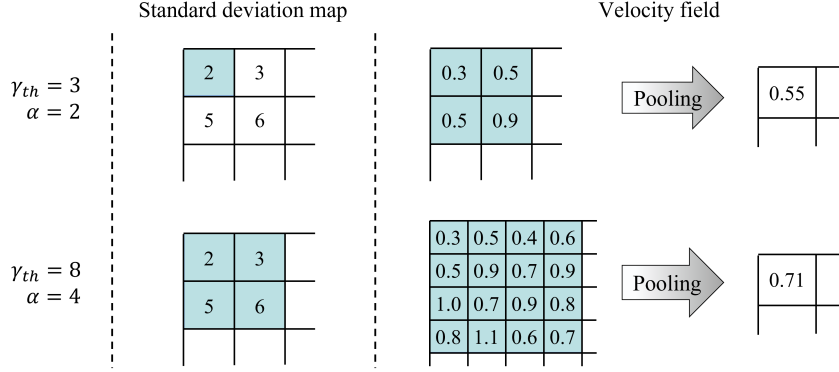 Standard deviation map
Velocity field
γ_th = 3
α = 2
2 3
5 6
0.3 0.5
0.5 0.9
Pooling
0.55
γ_th = 8
α = 4
2 3
5 6
0.3 0.5 0.4 0.6
0.5 0.9 0.7 0.9
1.0 0.7 0.9 0.8
0.8 1.1 0.6 0.7
Pooling
0.71